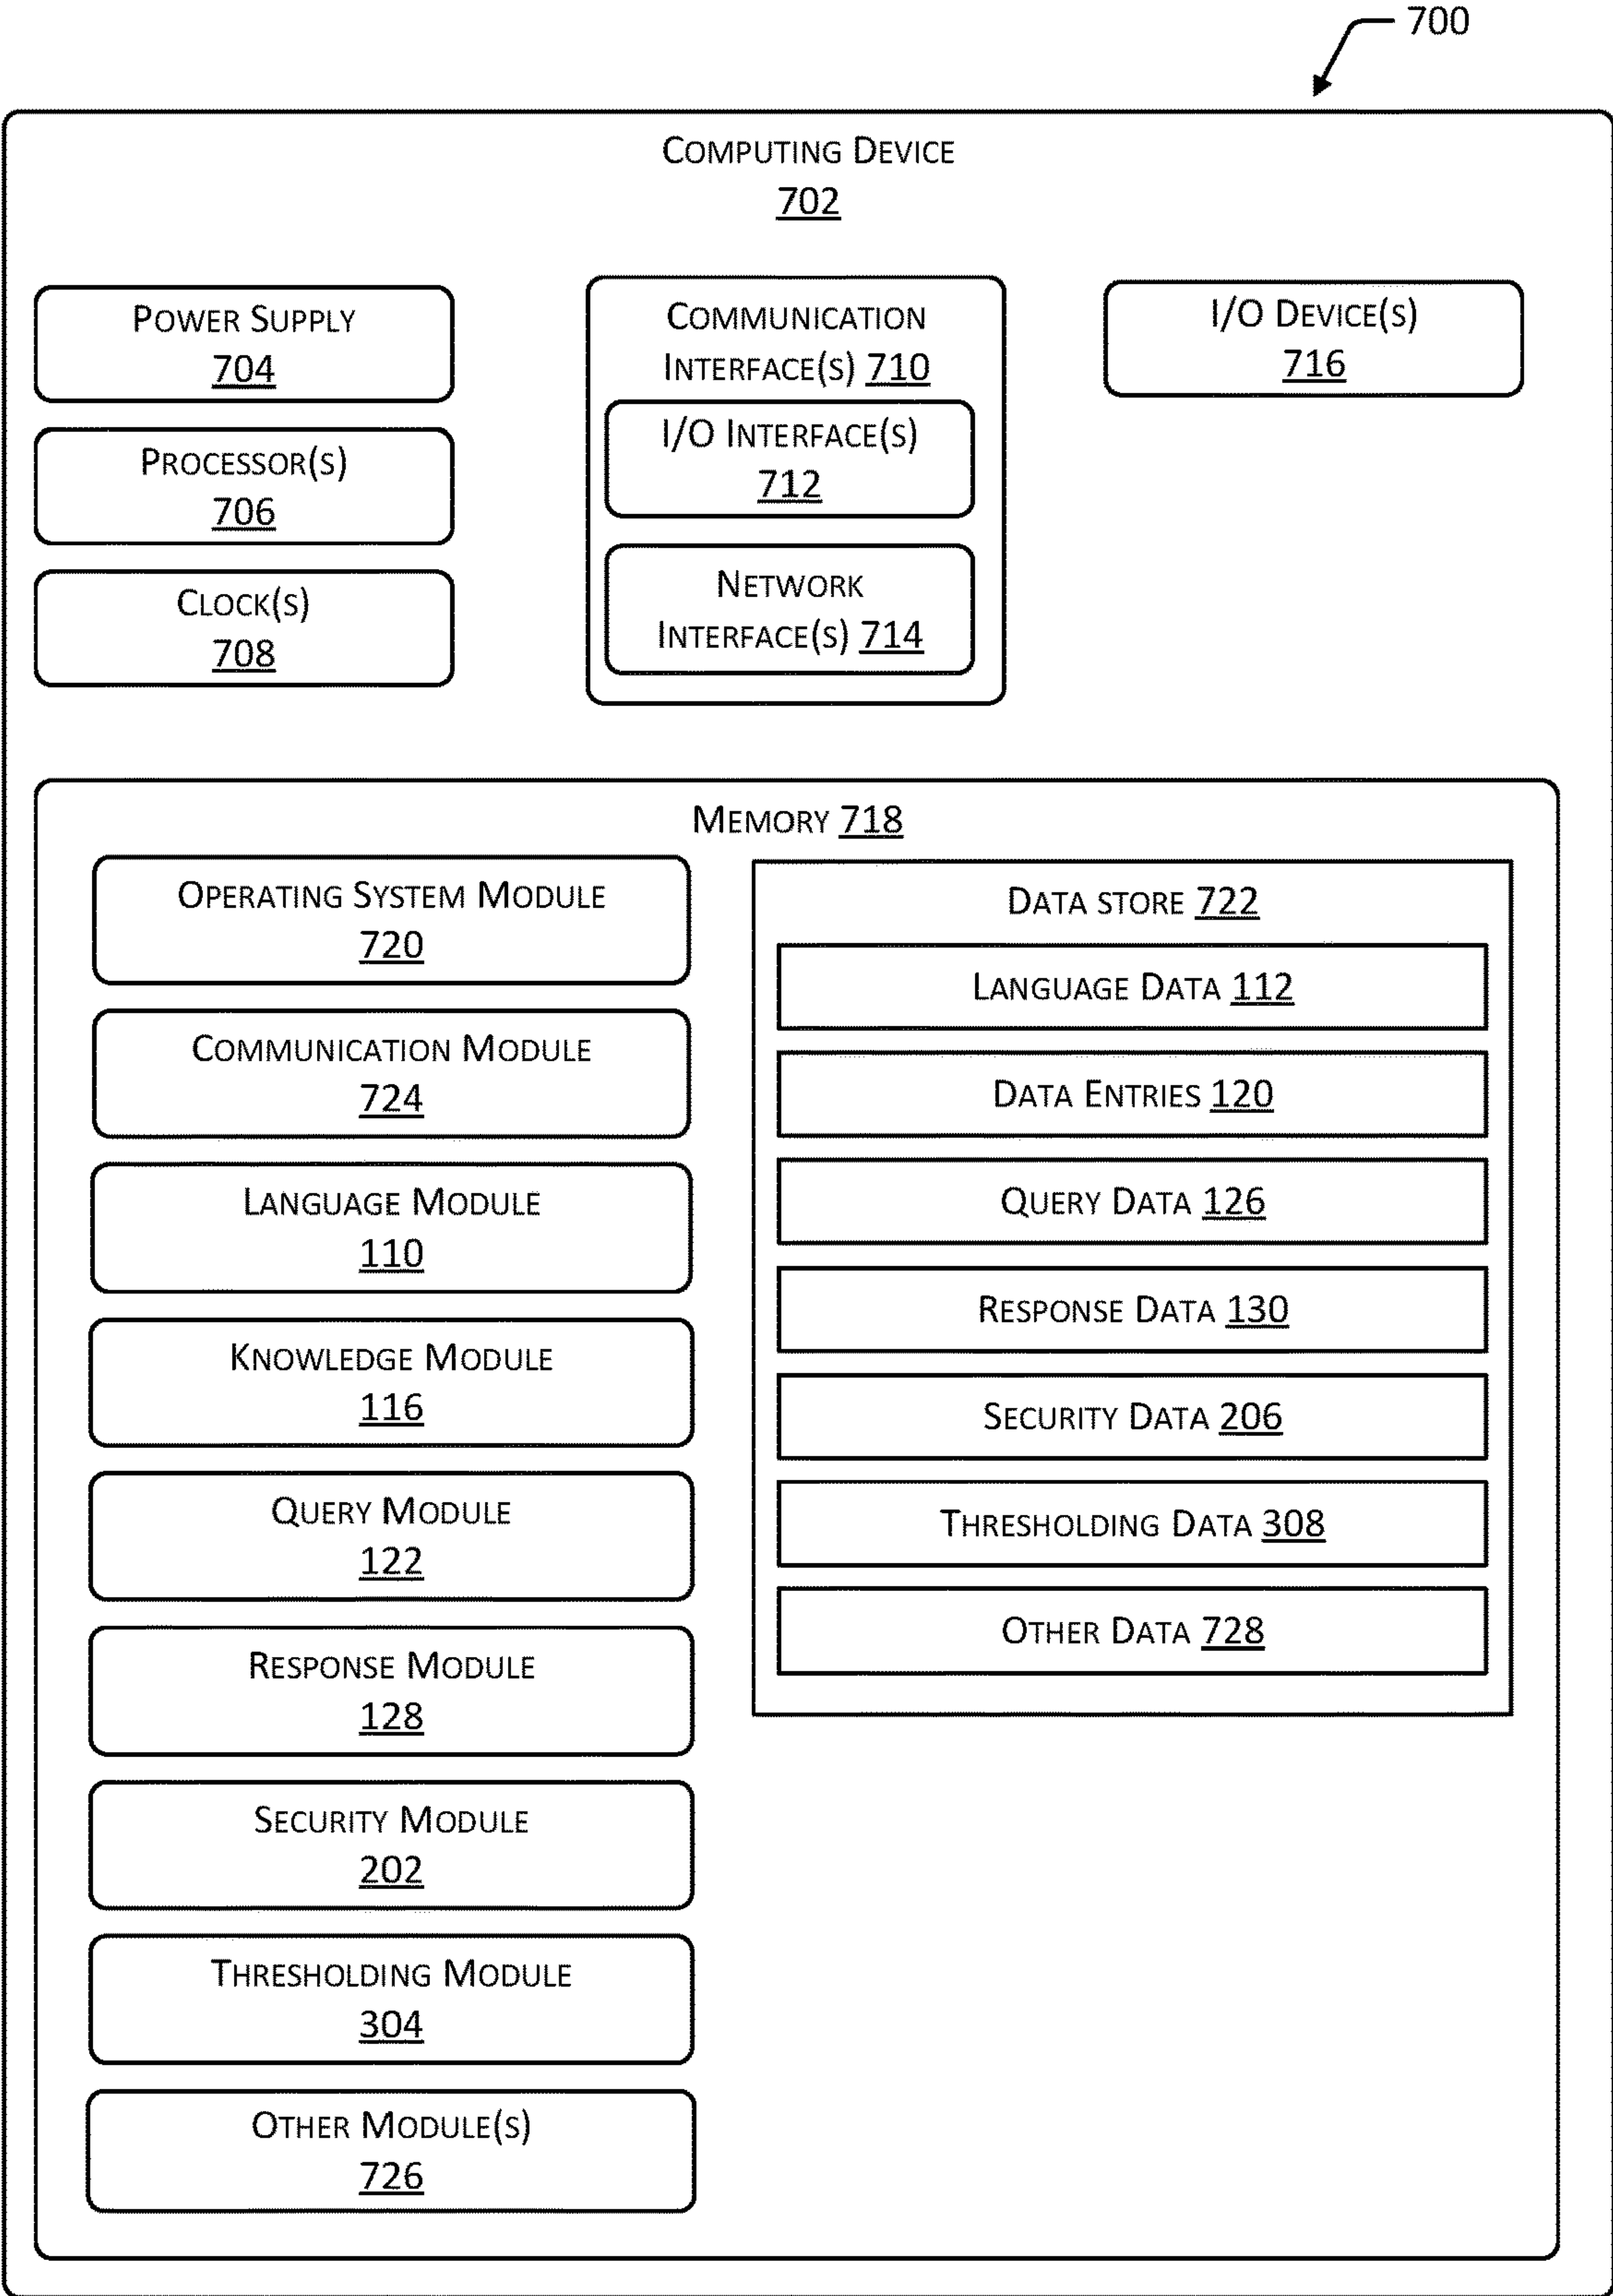 700
COMPUTING DEVICE
702
POWER SUPPLY
704
PROCESSOR(S)
706
CLOCK(S)
708
COMMUNICATION
INTERFACE(S) 710
I/O INTERFACE(S)
712
NETWORK
INTERFACE(S) 714
I/O DEVICE(S)
716
MEMORY 718
OPERATING SYSTEM MODULE
720
COMMUNICATION MODULE
724
LANGUAGE MODULE
110
KNOWLEDGE MODULE
116
QUERY MODULE
122
RESPONSE MODULE
128
SECURITY MODULE
202
THRESHOLDING MODULE
304
OTHER MODULE(S)
726
DATA STORE 722
LANGUAGE DATA 112
DATA ENTRIES 120
QUERY DATA 126
RESPONSE DATA 130
SECURITY DATA 206
THRESHOLDING DATA 308
OTHER DATA 728